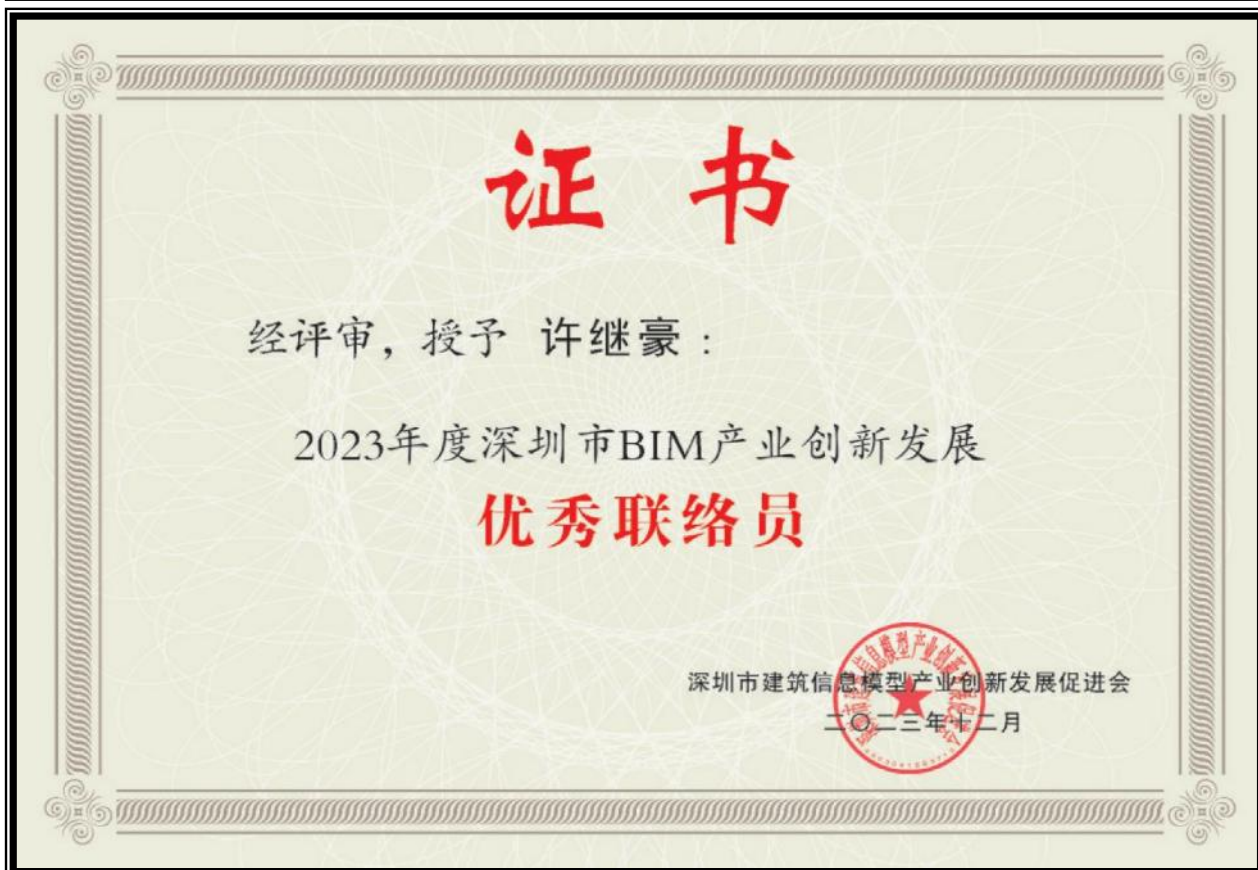 证 书
经评审，授予 许继豪：
2023年度深圳市BIM产业创新发展
优秀联络员
深圳市建筑信息模型产业创新发展促进会
二〇二三年十二月